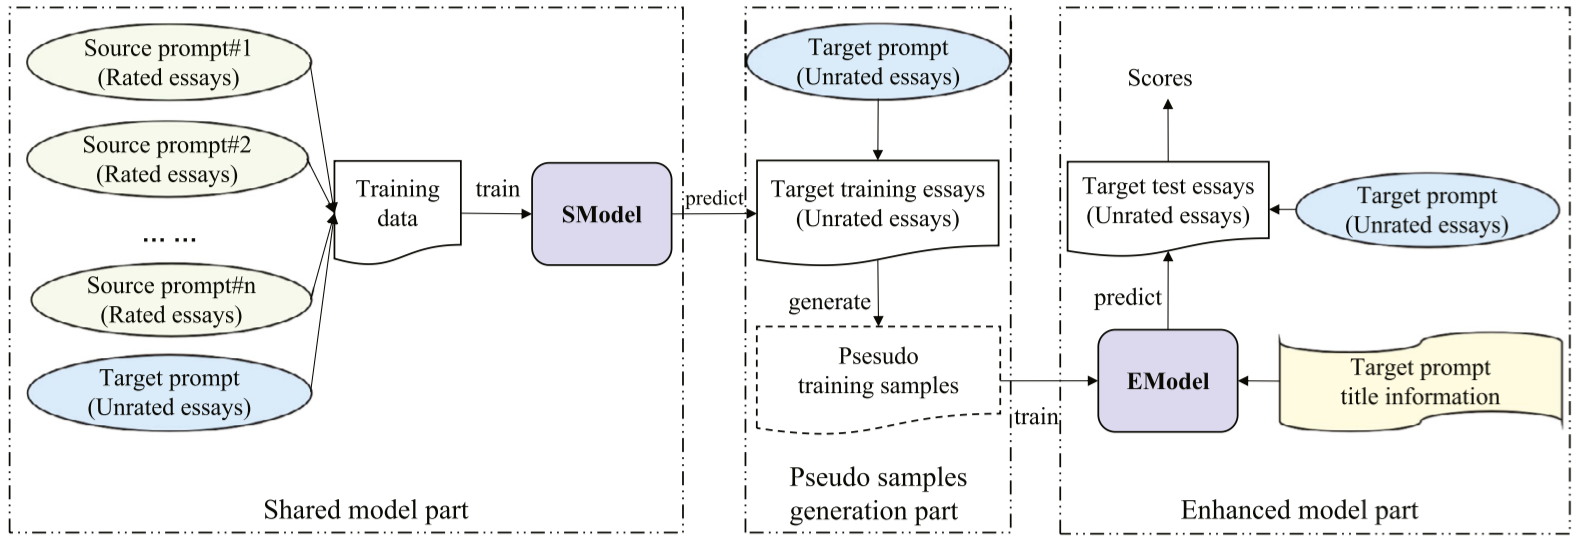 Source prompt#1
(Rated essays)
Source prompt#2
(Rated essays)
... ...
Source prompt#n
(Rated essays)
Target prompt
(Unrated essays)
Training
data
train
SModel
Shared model part
predict
Target prompt
(Unrated essays)
Target training essays
(Unrated essays)
generate
Psesudo
training samples
Pseudo samples
generation part
train
Scores
Target test essays
(Unrated essays)
Target prompt
(Unrated essays)
predict
EModel
Target prompt
title information
Enhanced model part